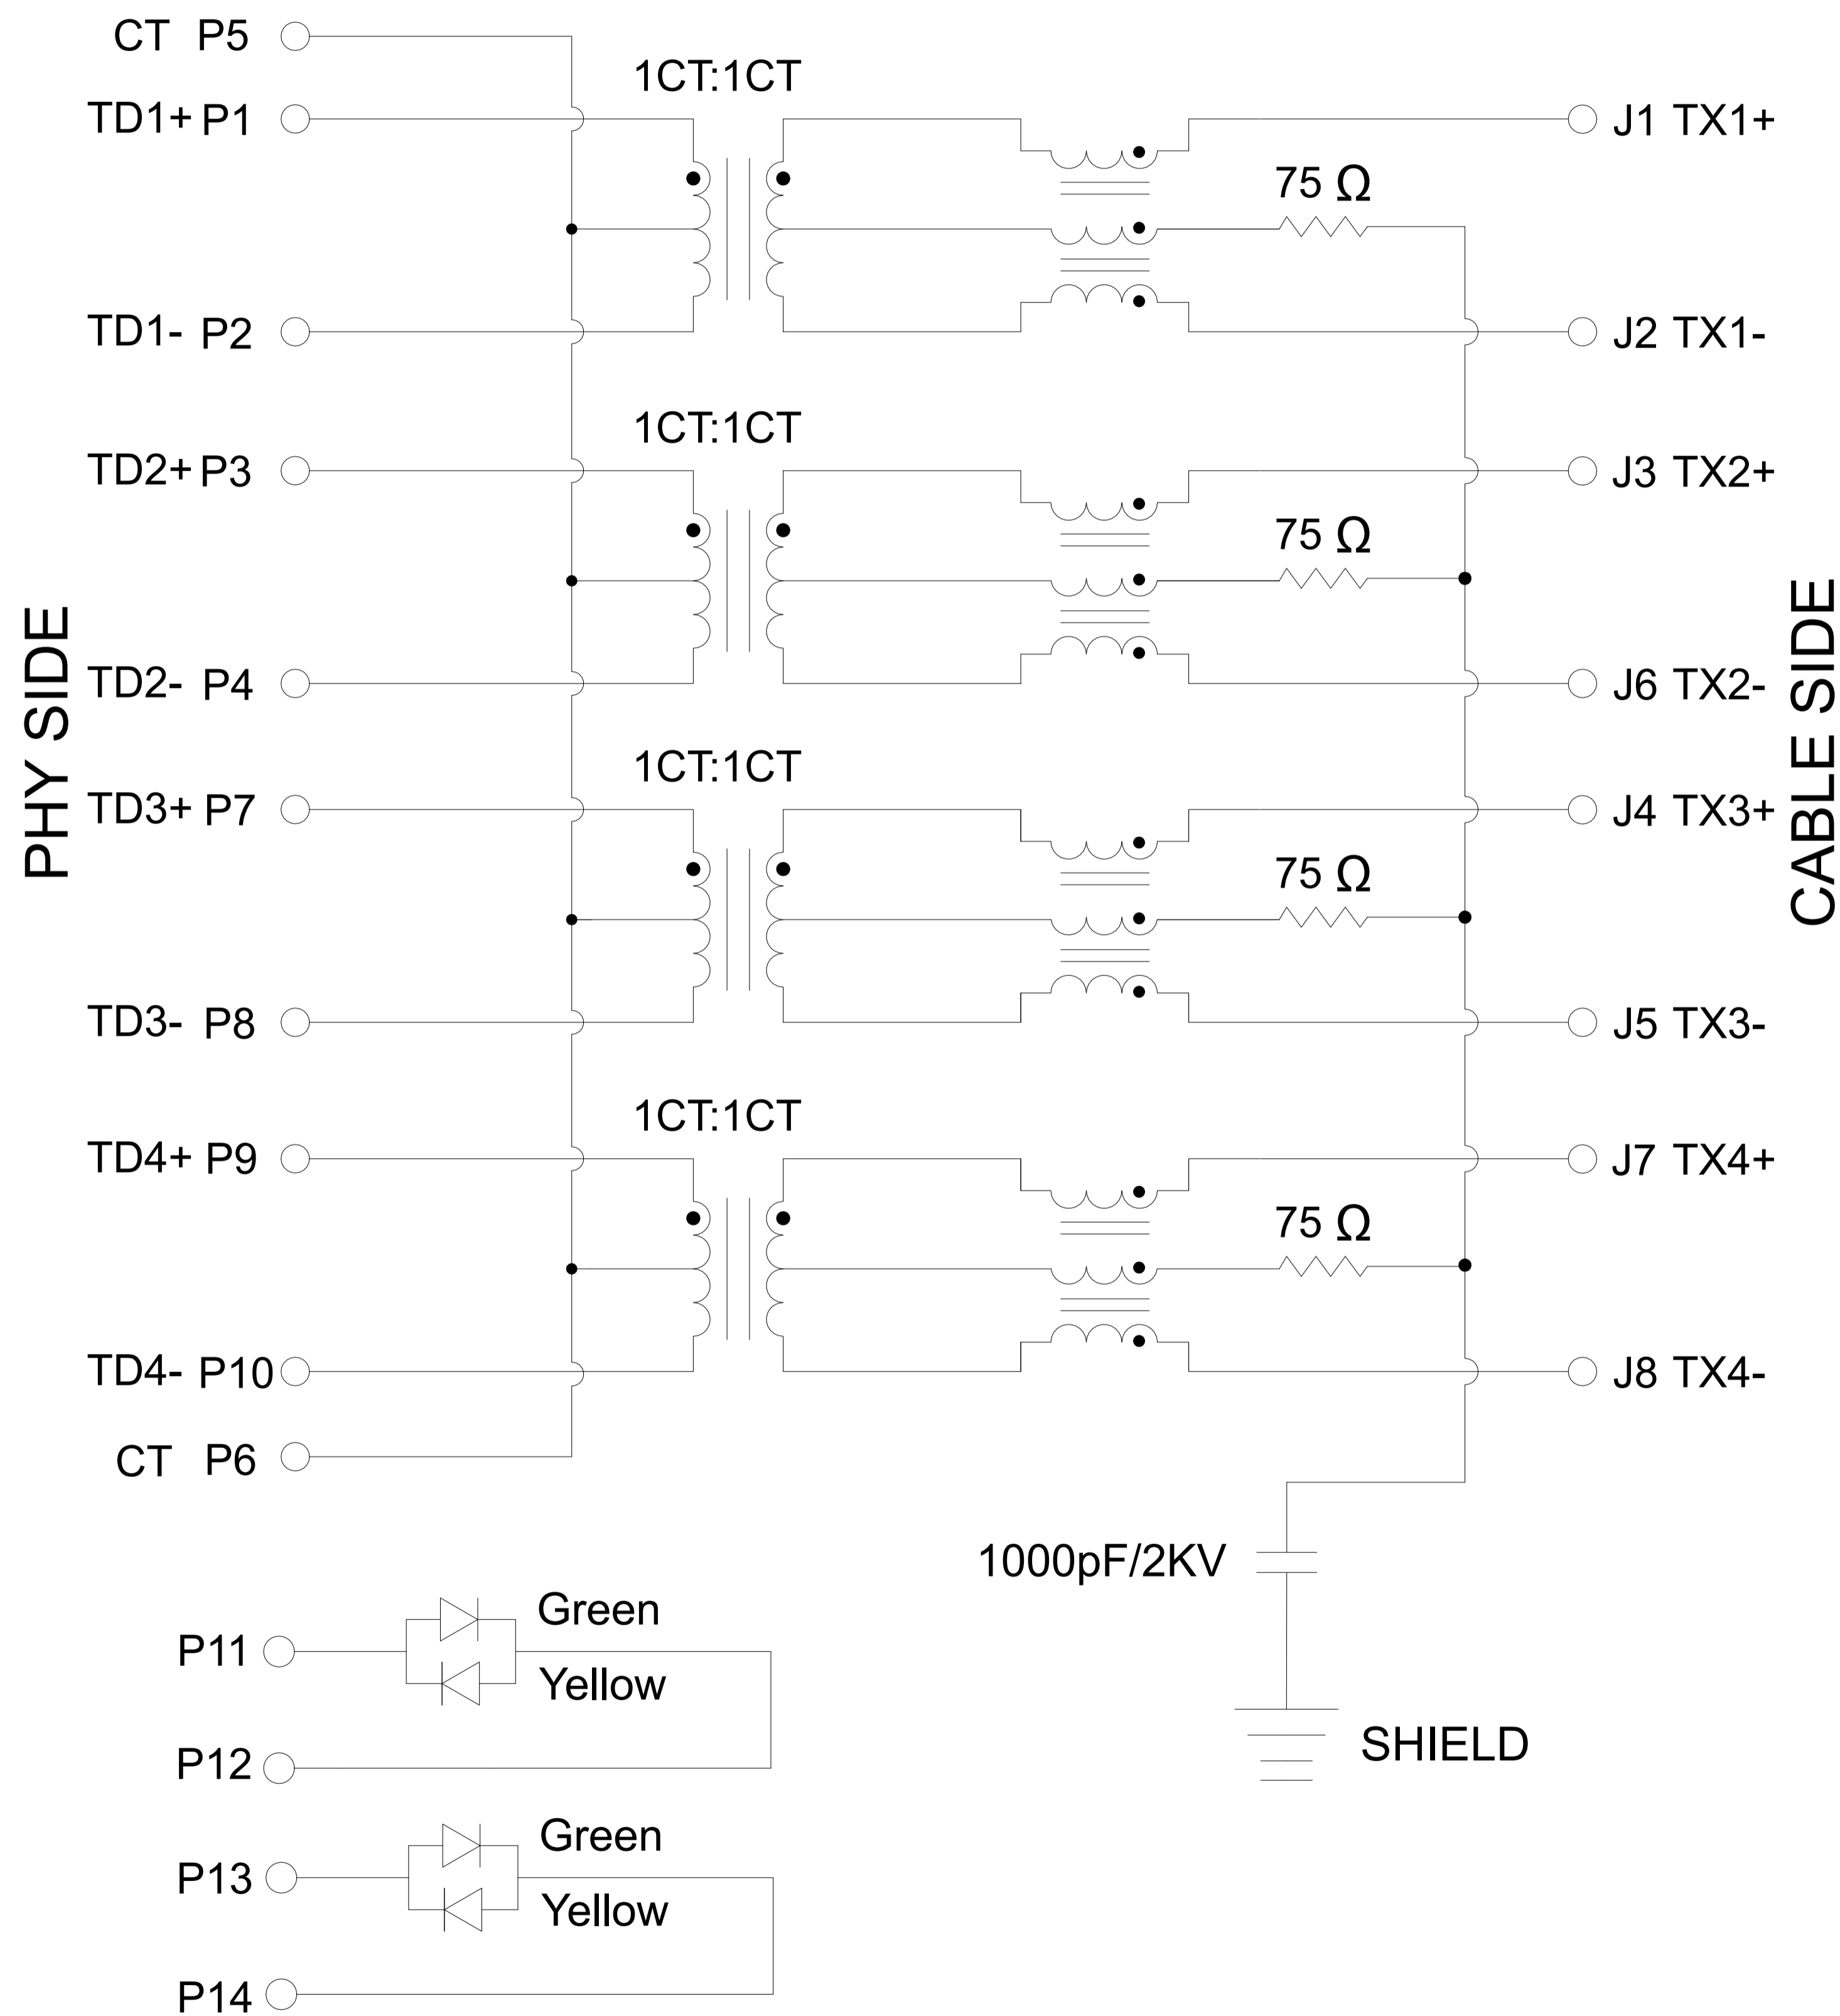 CT P5
1CT:1CT
TD1+ P1
J1 TX1+
75 Ω
TD1- P2
J2 TX1-
1CT:1CT
TD2+ P3
J3 TX2+
75 Ω
TD2- P4
J6 TX2-
PHY SIDE
CABLE SIDE
1CT:1CT
TD3+ P7
J4 TX3+
75 Ω
TD3- P8
J5 TX3-
1CT:1CT
TD4+ P9
J7 TX4+
75 Ω
TD4- P10
J8 TX4-
CT P6
1000pF/2KV
Green
P11
Yellow
SHIELD
P12
Green
P13
Yellow
P14